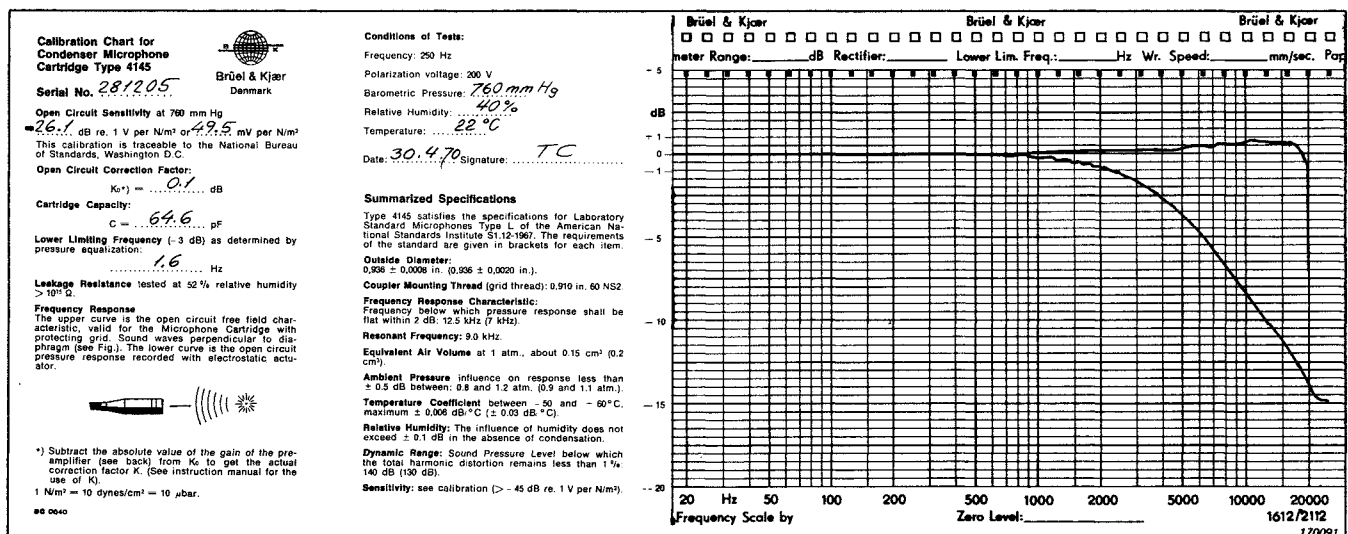 Calibration Chart for
Condenser Microphone
Cartridge Type 4145
Brüel & Kjær
Denmark
Serial No. 281205
Open Circuit Sensitivity at 760 mm Hg
-26.1 dB re. 1 V per N/m² or 49.5 mV per N/m²
This calibration is traceable to the National Bureau
of Standards, Washington D.C.
Open Circuit Correction Factor:
K₀*) = 0.1 dB
Cartridge Capacity:
C = 64.6 pF
Lower Limiting Frequency (- 3 dB) as determined by
pressure equalization:
1.6 Hz
Leakage Resistance tested at 52 % relative humidity
> 10¹⁵ Ω.
Frequency Response
The upper curve is the open circuit free field char-
acteristic, valid for the Microphone Cartridge with
protecting grid. Sound waves perpendicular to dia-
phragm (see Fig.). The lower curve is the open circuit
pressure response recorded with electrostatic actu-
ator.
*) Subtract the absolute value of the gain of the pre-
amplifier (see back) from K₀ to get the actual
correction factor K. (See instruction manual for the
use of K).
1 N/m² = 10 dynes/cm² = 10 µbar.
BC 0040
Conditions of Tests:
Frequency: 250 Hz
Polarization voltage: 200 V
Barometric Pressure: 760 mm Hg
Relative Humidity: 40%
Temperature: 22 °C
Date: 30.4.70 Signature: TC
Summarized Specifications
Type 4145 satisfies the specifications for Laboratory
Standard Microphones Type L of the American Na-
tional Standards Institute S1.12-1967. The requirements
of the standard are given in brackets for each item.
Outside Diameter:
0,936 ± 0,0008 in. (0,936 ± 0,0020 in.).
Coupler Mounting Thread (grid thread): 0,910 in. 60 NS2.
Frequency Response Characteristic:
Frequency below which pressure response shall be
flat within 2 dB: 12.5 kHz (7 kHz).
Resonant Frequency: 9.0 kHz.
Equivalent Air Volume at 1 atm., about 0.15 cm³ (0.2
cm³).
Ambient Pressure influence on response less than
± 0.5 dB between: 0.8 and 1.2 atm. (0.9 and 1.1 atm.).
Temperature Coefficient between - 50 and + 60°C.
maximum ± 0.008 dB/°C (± 0.03 dB/°C).
Relative Humidity: The influence of humidity does not
exceed ± 0.1 dB in the absence of condensation.
Dynamic Range: Sound Pressure Level below which
the total harmonic distortion remains less than 1 %:
140 dB (130 dB).
Sensitivity: see calibration (> - 45 dB re. 1 V per N/m²).
Brüel & Kjær Brüel & Kjær Brüel & Kjær
meter Range: dB Rectifier: Lower Lim. Freq.: Hz Wr. Speed: mm/sec. Pap
- 5
dB
+ 1
0
- 1
- 5
- 10
- 15
- 20
20 Hz 50 100 200 500 1000 2000 5000 10000 20000
Frequency Scale by Zero Level: 1612/2112
170091